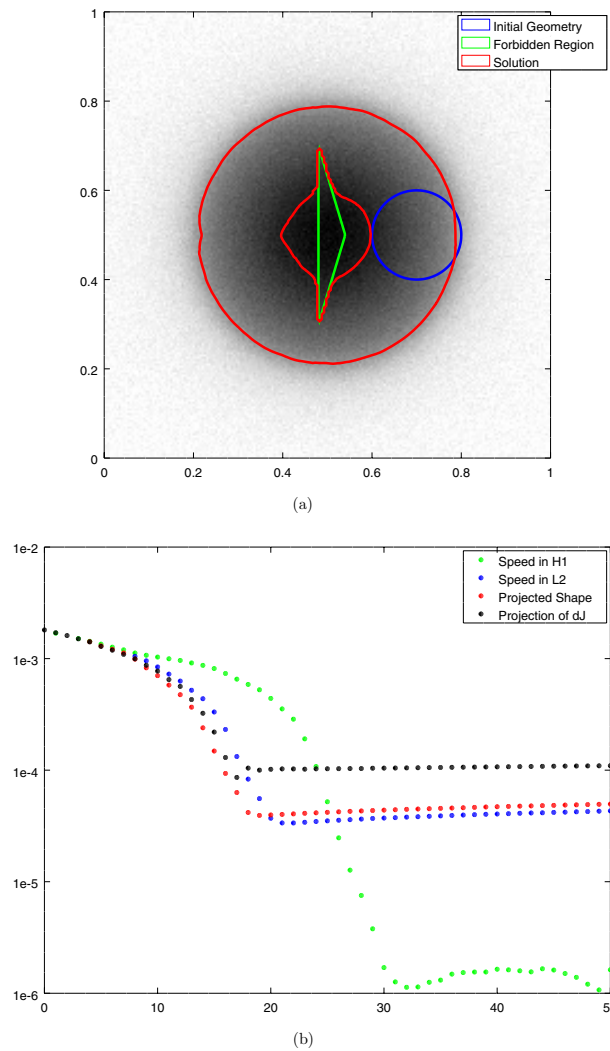 1
0.8
0.6
0.4
0.2
0
0
0.2
0.4
0.6
0.8
1
Initial Geometry
Forbidden Region
Solution
(a)
1e-2
1e-3
1e-4
1e-5
1e-6
0
10
20
30
40
50
Speed in H1
Speed in L2
Projected Shape
Projection of dJ
(b)